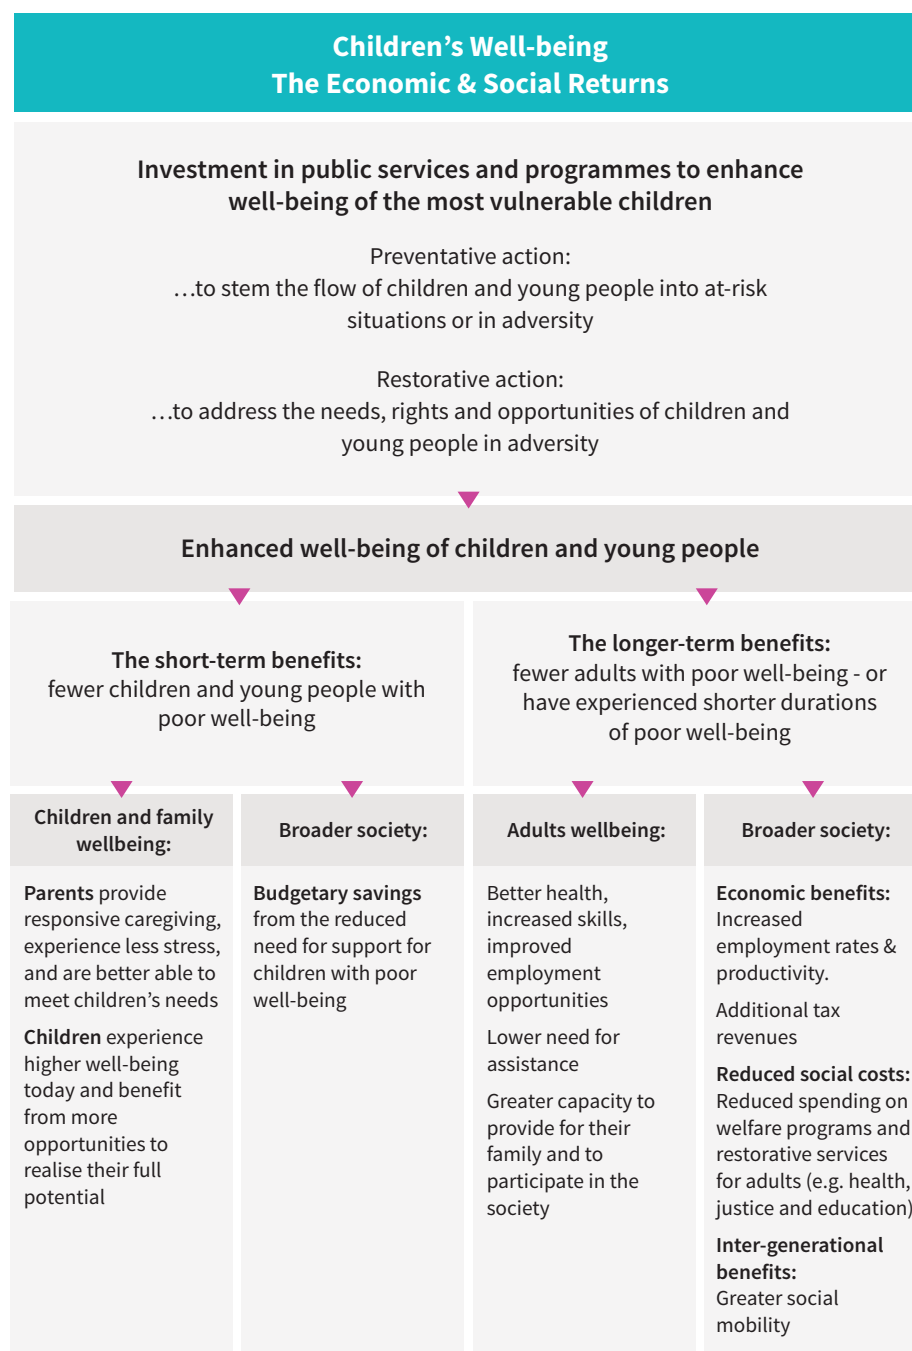 Children’s Well-being
The Economic & Social Returns
Investment in public services and programmes to enhance
well-being of the most vulnerable children
Preventative action:
…to stem the flow of children and young people into at-risk
situations or in adversity
Restorative action:
…to address the needs, rights and opportunities of children and
young people in adversity
Enhanced well-being of children and young people
The short-term benefits:
fewer children and young people with
poor well-being
The longer-term benefits:
fewer adults with poor well-being - or
have experienced shorter durations
of poor well-being
Children and family
wellbeing:
Parents provide
responsive caregiving,
experience less stress,
and are better able to
meet children’s needs
Children experience
higher well-being
today and benefit
from more
opportunities to
realise their full
potential
Broader society:
Budgetary savings
from the reduced
need for support for
children with poor
well-being
Adults wellbeing:
Better health,
increased skills,
improved
employment
opportunities
Lower need for
assistance
Greater capacity to
provide for their
family and to
participate in the
society
Broader society:
Economic benefits:
Increased
employment rates &
productivity.
Additional tax
revenues
Reduced social costs:
Reduced spending on
welfare programs and
restorative services
for adults (e.g. health,
justice and education)
Inter-generational
benefits:
Greater social
mobility